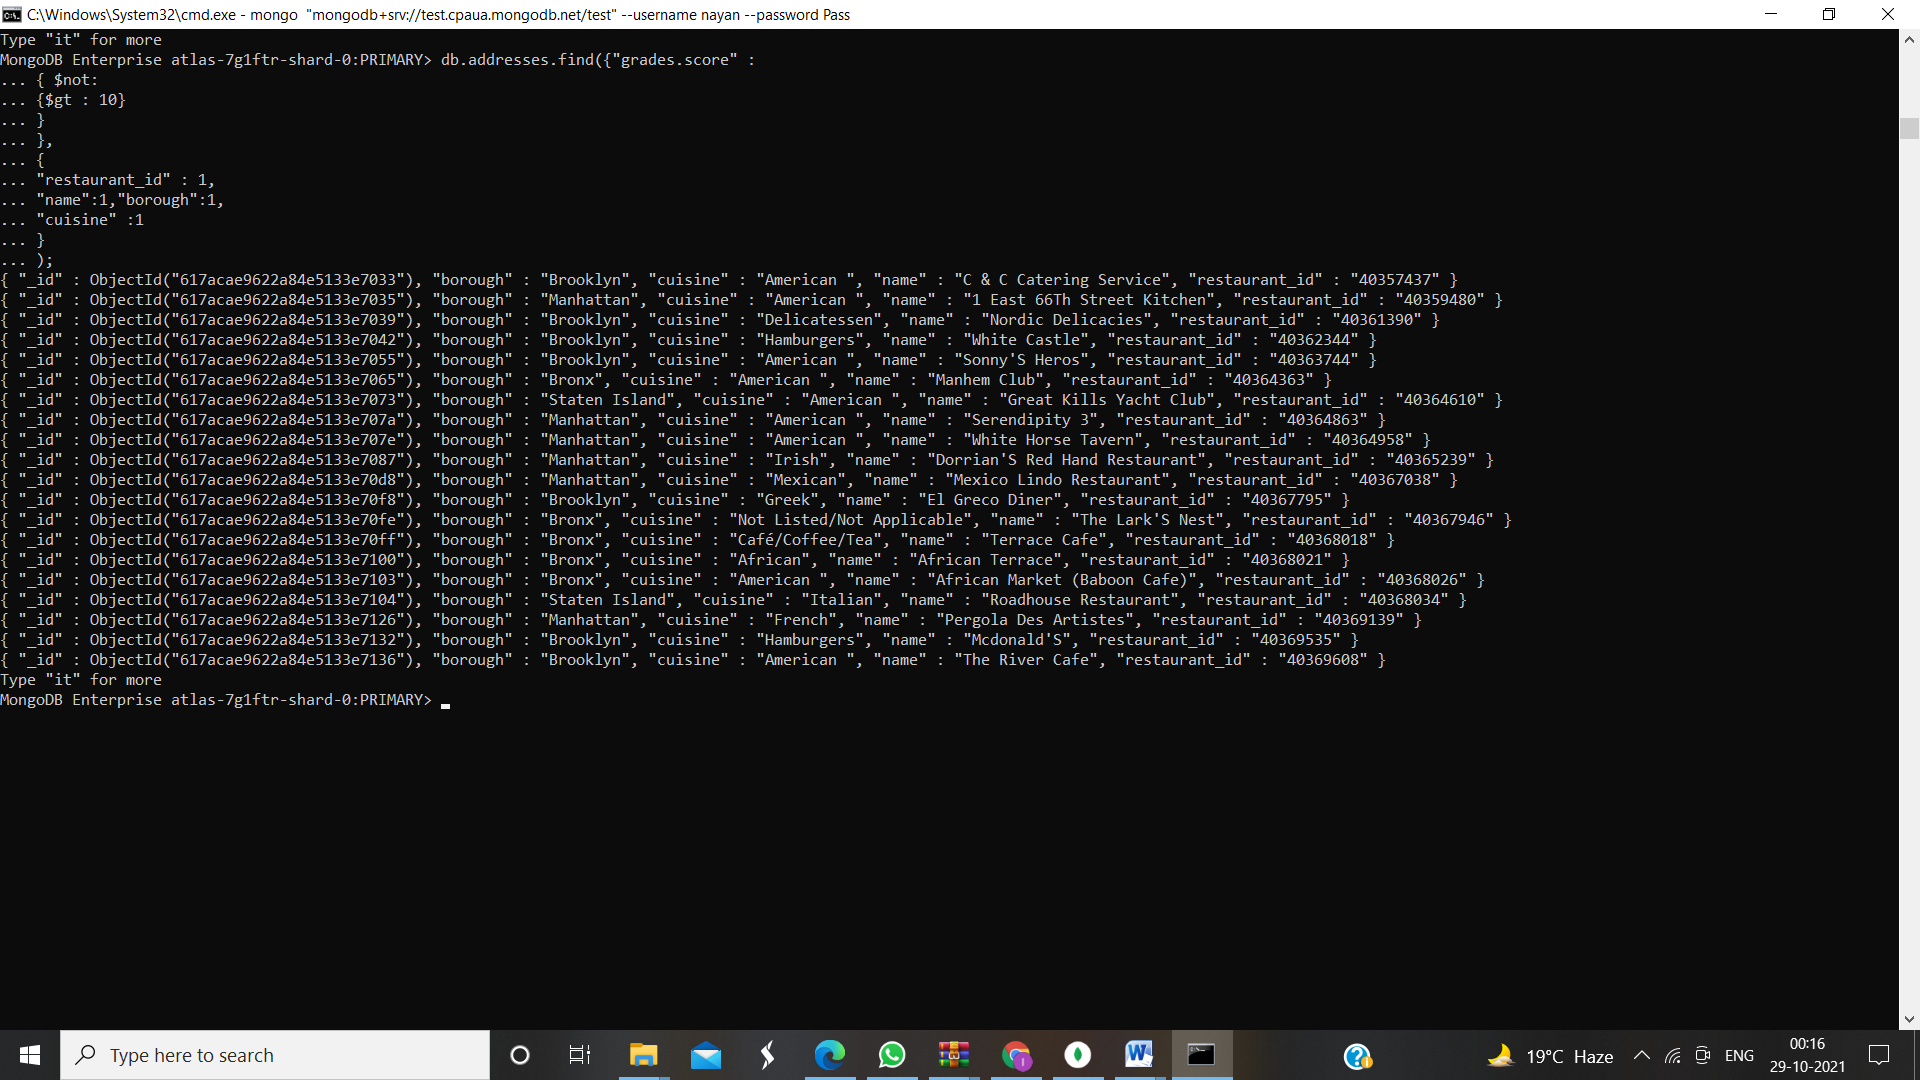 C:\Windows\System32\cmd.exe - mongo  "mongodb+srv://test.cpaua.mongodb.net/test" --username nayan --password Pass
Type "it" for more
MongoDB Enterprise atlas-7g1ftr-shard-0:PRIMARY> db.addresses.find({"grades.score" :
... { $not:
... {$gt : 10}
... }
... },
... {
... "restaurant_id" : 1,
... "name":1,"borough":1,
... "cuisine" :1
... }
... );
{ "_id" : ObjectId("617acae9622a84e5133e7033"), "borough" : "Brooklyn", "cuisine" : "American ", "name" : "C & C Catering Service", "restaurant_id" : "40357437" }
{ "_id" : ObjectId("617acae9622a84e5133e7035"), "borough" : "Manhattan", "cuisine" : "American ", "name" : "1 East 66Th Street Kitchen", "restaurant_id" : "40359480" }
{ "_id" : ObjectId("617acae9622a84e5133e7039"), "borough" : "Brooklyn", "cuisine" : "Delicatessen", "name" : "Nordic Delicacies", "restaurant_id" : "40361390" }
{ "_id" : ObjectId("617acae9622a84e5133e7042"), "borough" : "Brooklyn", "cuisine" : "Hamburgers", "name" : "White Castle", "restaurant_id" : "40362344" }
{ "_id" : ObjectId("617acae9622a84e5133e7055"), "borough" : "Brooklyn", "cuisine" : "American ", "name" : "Sonny'S Heros", "restaurant_id" : "40363744" }
{ "_id" : ObjectId("617acae9622a84e5133e7065"), "borough" : "Bronx", "cuisine" : "American ", "name" : "Manhem Club", "restaurant_id" : "40364363" }
{ "_id" : ObjectId("617acae9622a84e5133e7073"), "borough" : "Staten Island", "cuisine" : "American ", "name" : "Great Kills Yacht Club", "restaurant_id" : "40364610" }
{ "_id" : ObjectId("617acae9622a84e5133e707a"), "borough" : "Manhattan", "cuisine" : "American ", "name" : "Serendipity 3", "restaurant_id" : "40364863" }
{ "_id" : ObjectId("617acae9622a84e5133e707e"), "borough" : "Manhattan", "cuisine" : "American ", "name" : "White Horse Tavern", "restaurant_id" : "40364958" }
{ "_id" : ObjectId("617acae9622a84e5133e7087"), "borough" : "Manhattan", "cuisine" : "Irish", "name" : "Dorrian'S Red Hand Restaurant", "restaurant_id" : "40365239" }
{ "_id" : ObjectId("617acae9622a84e5133e70d8"), "borough" : "Manhattan", "cuisine" : "Mexican", "name" : "Mexico Lindo Restaurant", "restaurant_id" : "40367038" }
{ "_id" : ObjectId("617acae9622a84e5133e70f8"), "borough" : "Brooklyn", "cuisine" : "Greek", "name" : "El Greco Diner", "restaurant_id" : "40367795" }
{ "_id" : ObjectId("617acae9622a84e5133e70fe"), "borough" : "Bronx", "cuisine" : "Not Listed/Not Applicable", "name" : "The Lark'S Nest", "restaurant_id" : "40367946" }
{ "_id" : ObjectId("617acae9622a84e5133e70ff"), "borough" : "Bronx", "cuisine" : "Café/Coffee/Tea", "name" : "Terrace Cafe", "restaurant_id" : "40368018" }
{ "_id" : ObjectId("617acae9622a84e5133e7100"), "borough" : "Bronx", "cuisine" : "African", "name" : "African Terrace", "restaurant_id" : "40368021" }
{ "_id" : ObjectId("617acae9622a84e5133e7103"), "borough" : "Bronx", "cuisine" : "American ", "name" : "African Market (Baboon Cafe)", "restaurant_id" : "40368026" }
{ "_id" : ObjectId("617acae9622a84e5133e7104"), "borough" : "Staten Island", "cuisine" : "Italian", "name" : "Roadhouse Restaurant", "restaurant_id" : "40368034" }
{ "_id" : ObjectId("617acae9622a84e5133e7126"), "borough" : "Manhattan", "cuisine" : "French", "name" : "Pergola Des Artistes", "restaurant_id" : "40369139" }
{ "_id" : ObjectId("617acae9622a84e5133e7132"), "borough" : "Brooklyn", "cuisine" : "Hamburgers", "name" : "Mcdonald'S", "restaurant_id" : "40369535" }
{ "_id" : ObjectId("617acae9622a84e5133e7136"), "borough" : "Brooklyn", "cuisine" : "American ", "name" : "The River Cafe", "restaurant_id" : "40369608" }
Type "it" for more
MongoDB Enterprise atlas-7g1ftr-shard-0:PRIMARY>
Type here to search
19°C Haze
ENG
00:16
29-10-2021